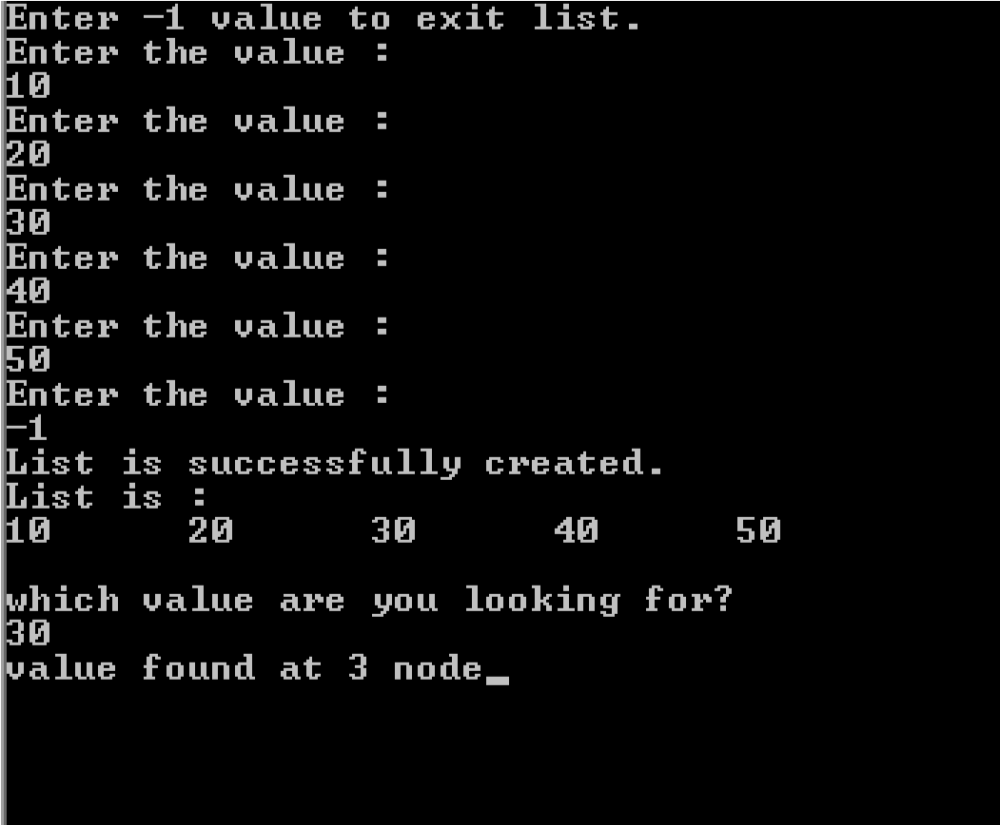 Enter -1 value to exit list.
Enter the value :
10
Enter the value :
20
Enter the value :
30
Enter the value :
40
Enter the value :
50
Enter the value :
-1
List is successfully created.
List is :
10 20 30 40 50
which value are you looking for?
30
value found at 3 node_